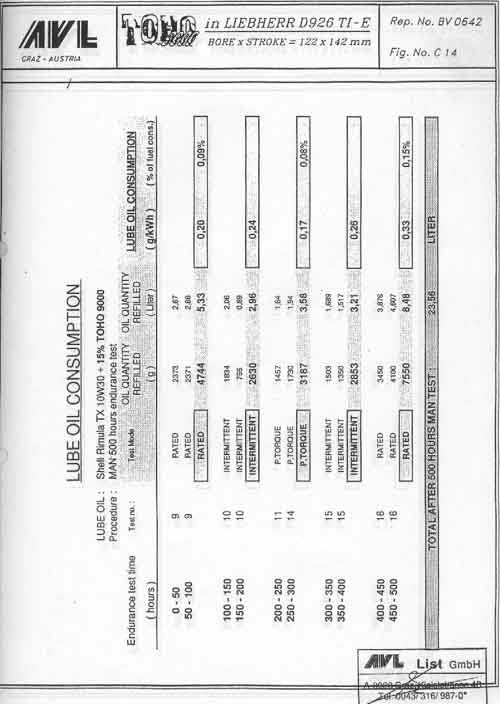 AVL
GRAZ - AUSTRIA
TOHO
in LIEBHERR D926 TI-E
BORE x STROKE = 122 x 142 mm
Rep. No. BV 0642
Fig. No. C 14
LUBE OIL CONSUMPTION
LUBE OIL : Shell Rimula TX 10W30 + 15% TOHO 9000
Procedure : MAN 500 hours endurance test
Endurance test time Test no. : Test Mode OIL QUANTITY REFILLED OIL QUANTITY REFILLED LUBE OIL CONSUMPTION
( hours ) ( g ) ( Liter ) ( g/kWh ) ( % of fuel cons.)
0 - 50 9 RATED 2373 2,67
50 - 100 9 RATED 2371 2,66
RATED 4744 5,33 0,20 0,09%
100 - 150 10 INTERMITTENT 1834 2,06
150 - 200 10 INTERMITTENT 796 0,89
INTERMITTENT 2630 2,96 0,24
200 - 250 11 P.TORQUE 1457 1,64
250 - 300 14 P.TORQUE 1730 1,94
P.TORQUE 3187 3,58 0,17 0,08%
300 - 350 15 INTERMITTENT 1503 1,689
350 - 400 15 INTERMITTENT 1350 1,517
INTERMITTENT 2853 3,21 0,26
400 - 450 16 RATED 3450 3,876
450 - 500 16 RATED 4100 4,607
RATED 7550 8,48 0,33 0,15%
TOTAL AFTER 500 HOURS MAN TEST : 23,56 LITER
AVL List GmbH
Tel. 0043/ 316/ 987-0*